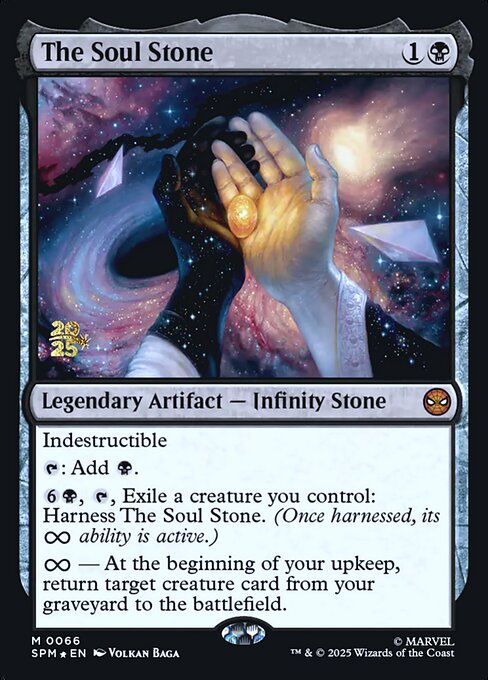 The Soul Stone 1
2025
Legendary Artifact — Infinity Stone
Indestructible
: Add .
6, , Exile a creature you control:
Harness The Soul Stone. (Once harnessed, its
∞ ability is active.)
∞ — At the beginning of your upkeep,
return target creature card from your
graveyard to the battlefield.
M 0066
SPM ★ EN VOLKAN BAGA
© MARVEL
™ & © 2025 Wizards of the Coast